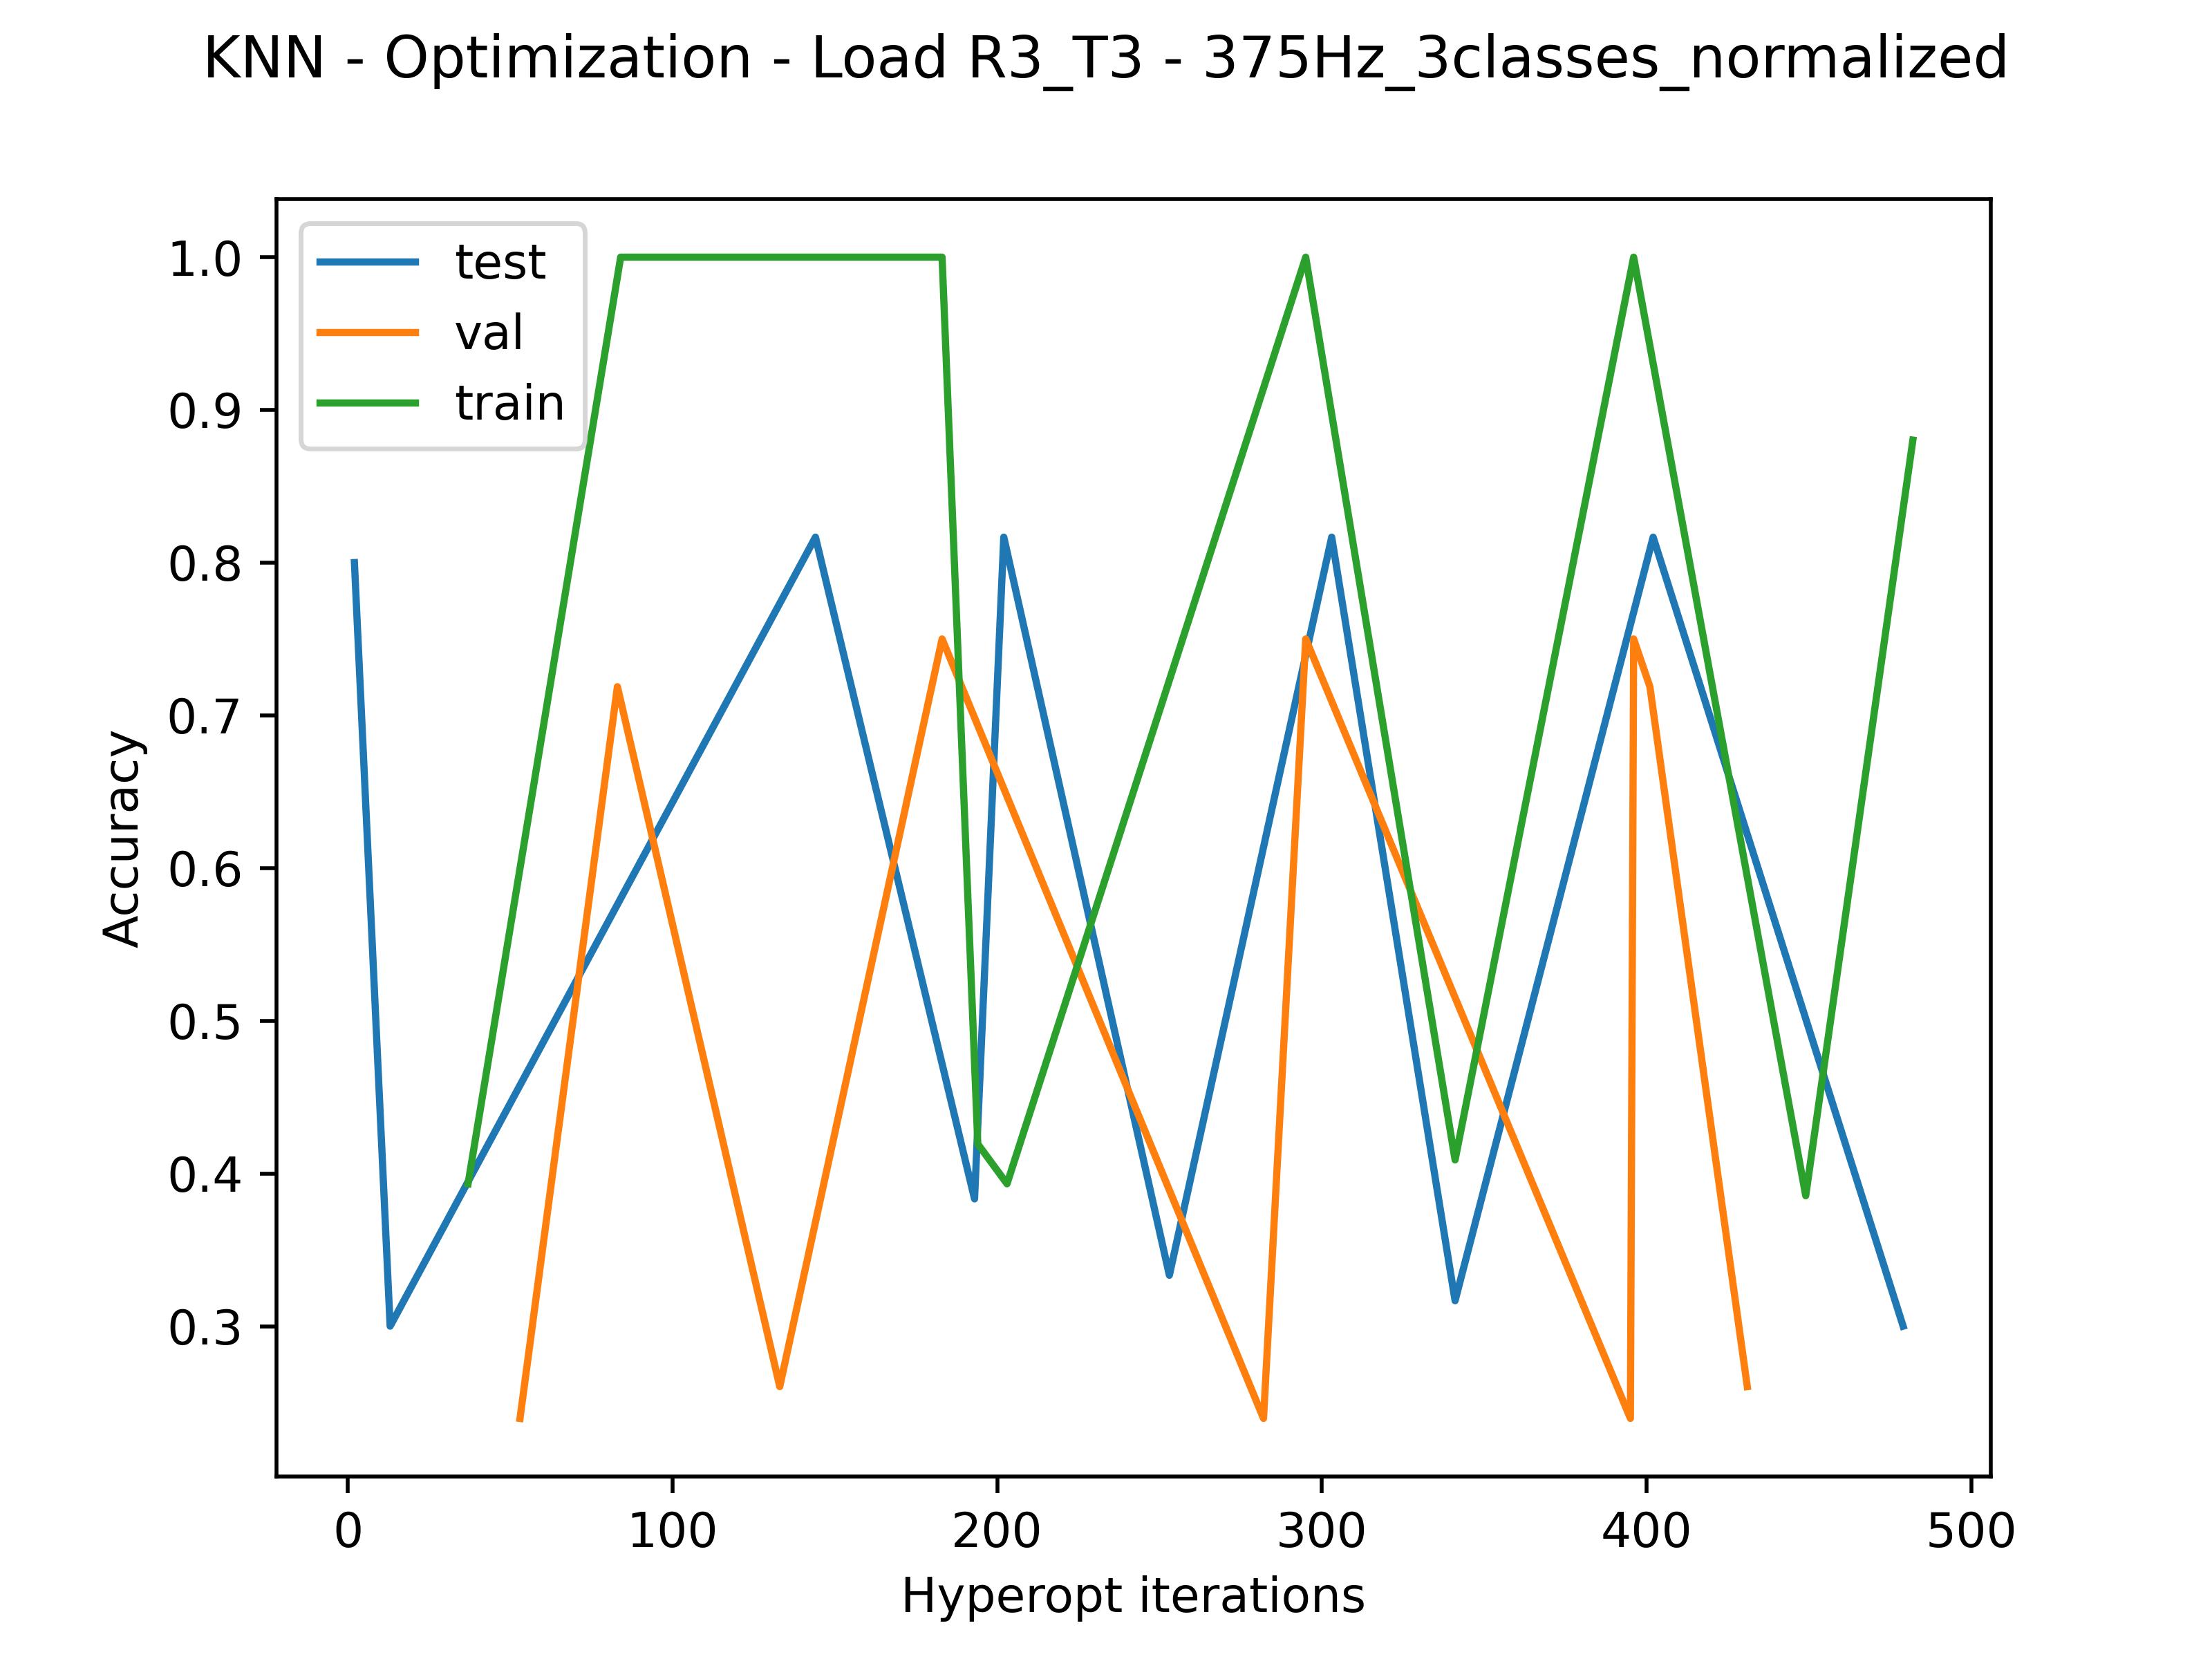 KNN - Optimization - Load R3_T3 - 375Hz_3classes_normalized
test
val
train
1.0
0.9
0.8
0.7
0.6
0.5
0.4
0.3
Accuracy
0 100 200 300 400 500
Hyperopt iterations